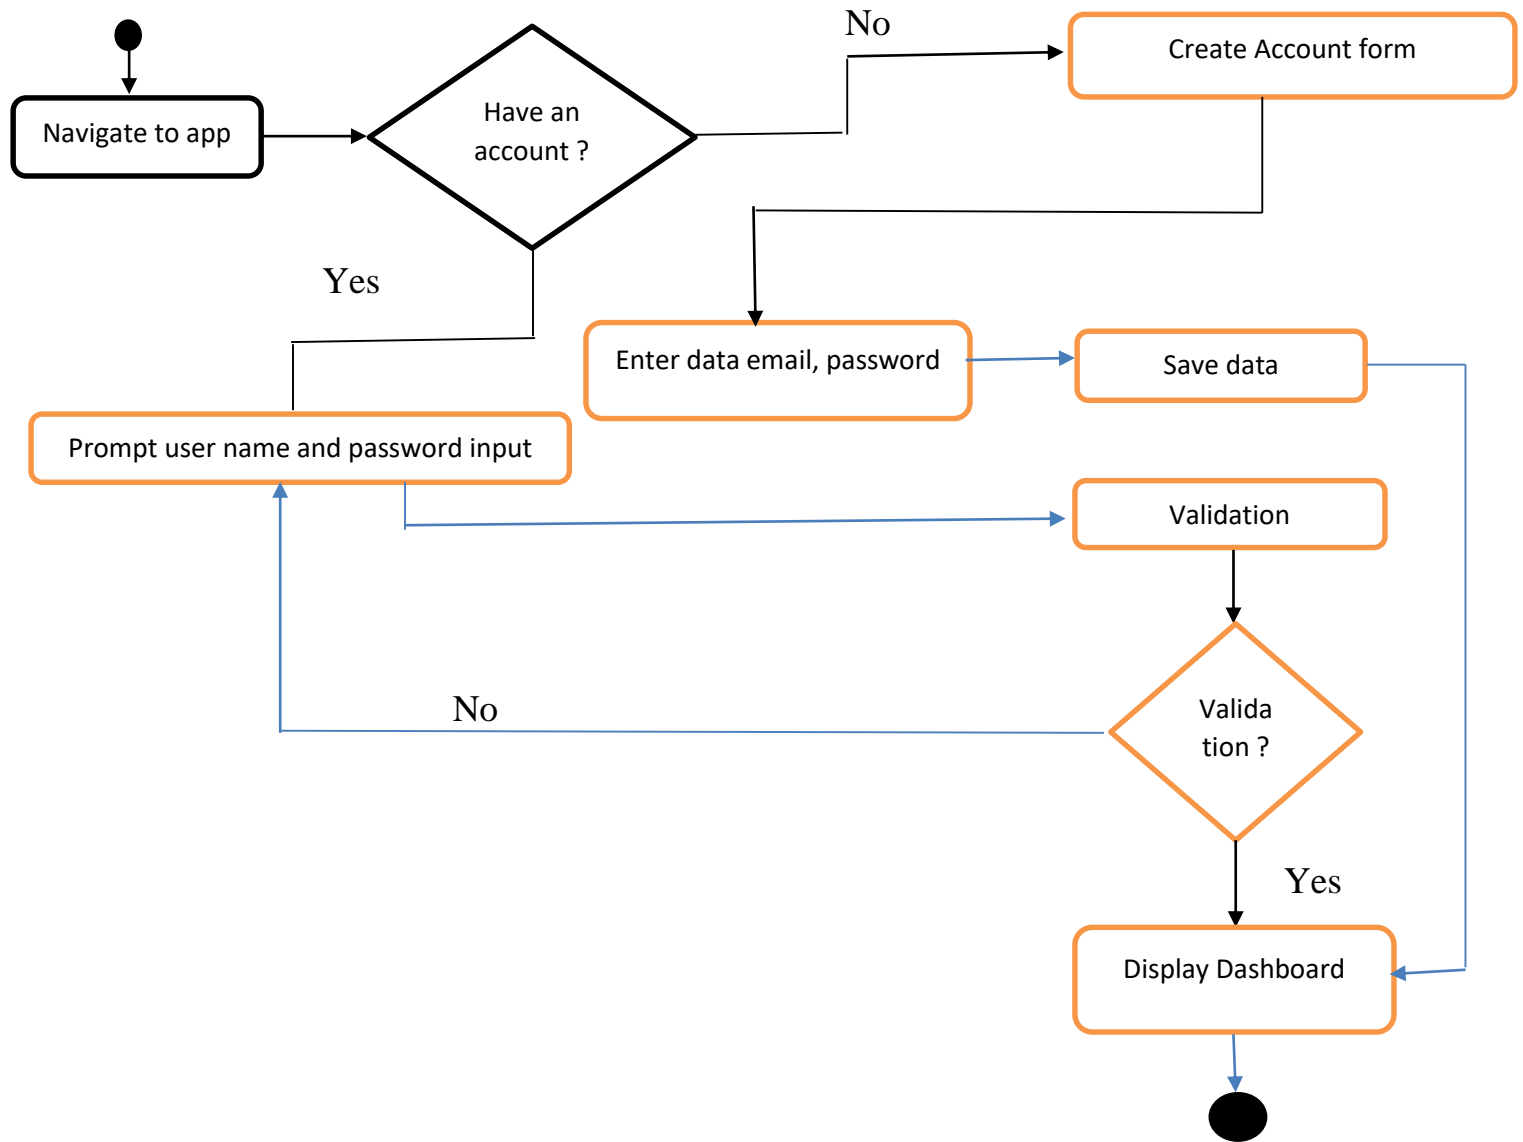 No
Create Account form
Have an
account ?
Navigate to app
Yes
Enter data email, password
Save data
Prompt user name and password input
Validation
No
Valida
tion ?
Yes
Display Dashboard